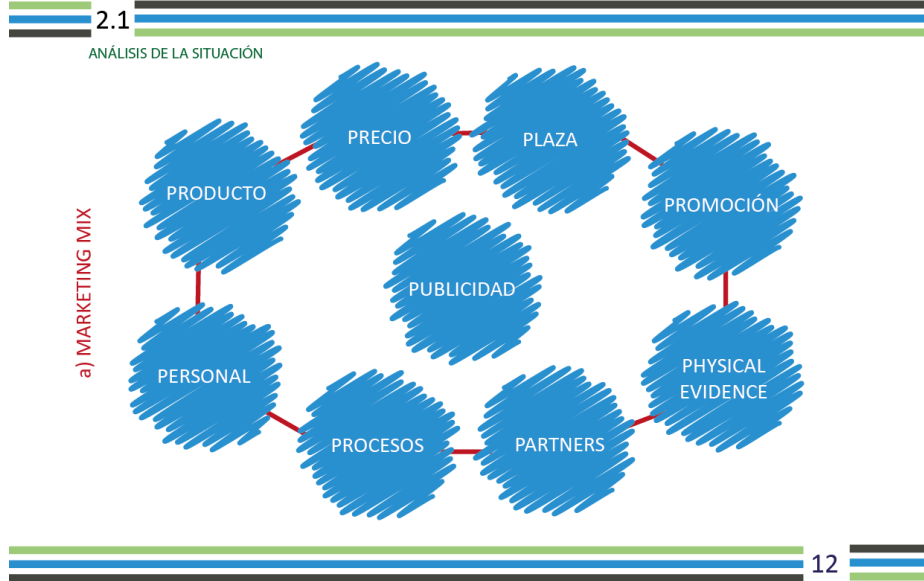 2.1
ANÁLISIS DE LA SITUACIÓN
a) MARKETING MIX
PRODUCTO
PRECIO
PLAZA
PROMOCIÓN
PUBLICIDAD
PERSONAL
PROCESOS
PARTNERS
PHYSICAL
EVIDENCE
12